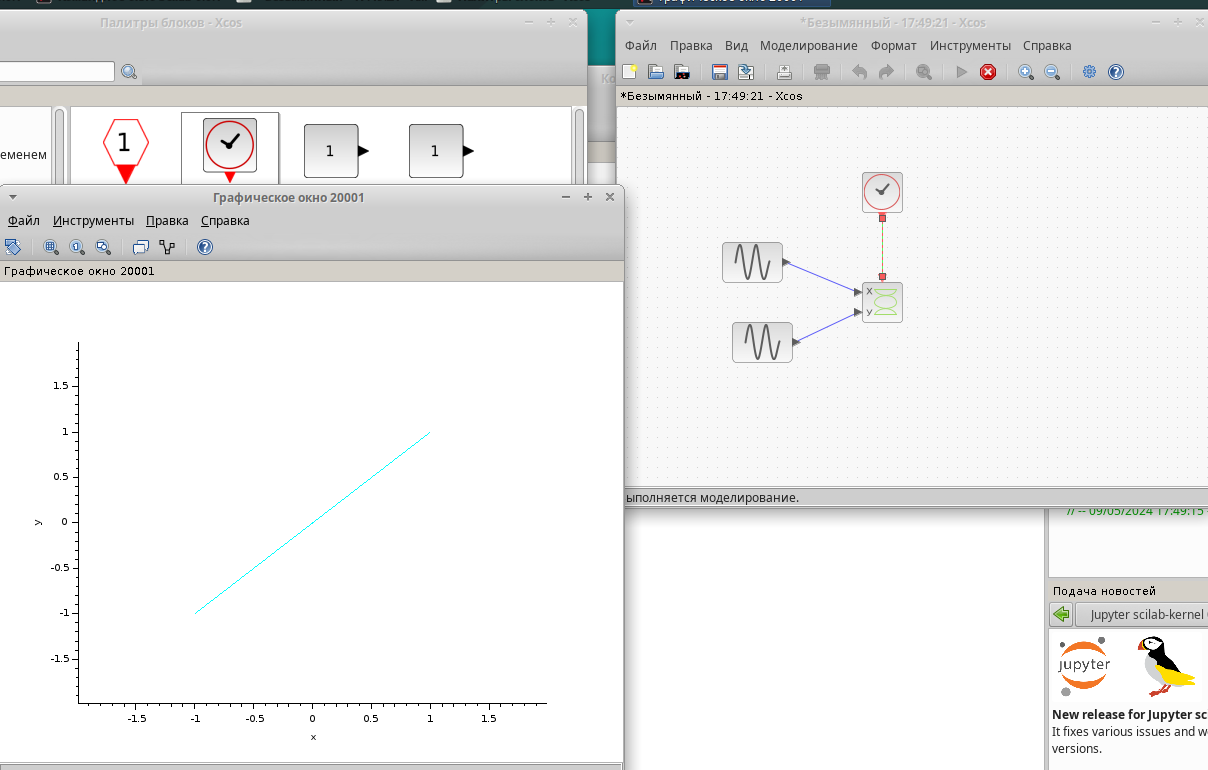 Палитры блоков - Xcos
еменем
1
1
1
*Безымянный - 17:49:21 - Xcos
Файл Правка Вид Моделирование Формат Инструменты Справка
*Безымянный - 17:49:21 - Xcos
X
y
ыполняется моделирование.
Графическое окно 20001
Файл Инструменты Правка Справка
Графическое окно 20001
1.5
1
0.5
0
-0.5
-1
-1.5
y
-1.5 -1 -0.5 0 0.5 1 1.5
x
// -- 09/05/2024 17:49:15
Подача новостей
Jupyter scilab-kernel
jupyter
New release for Jupyter sc
It fixes various issues and w
versions.